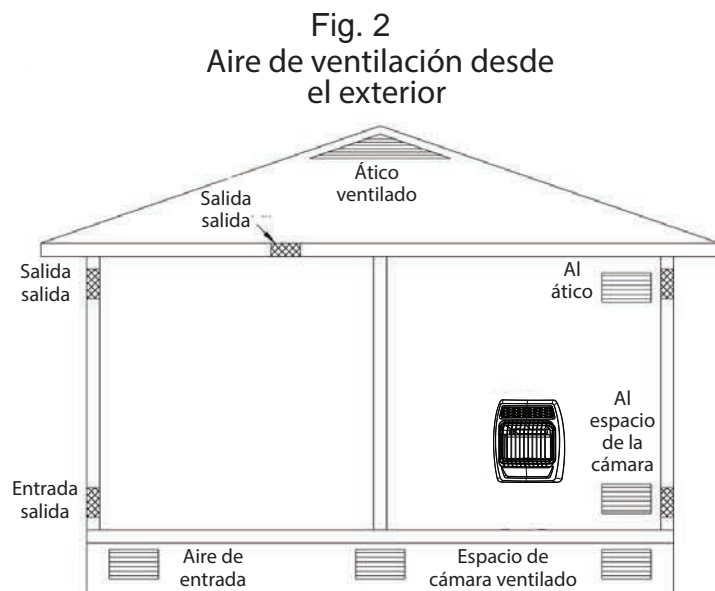 Fig. 2
Aire de ventilación desde
el exterior
Ático
ventilado
Salida
salida
Salida
salida
Al
ático
Al
espacio
de la
cámara
Entrada
salida
Aire de
entrada
Espacio de
cámara ventilado